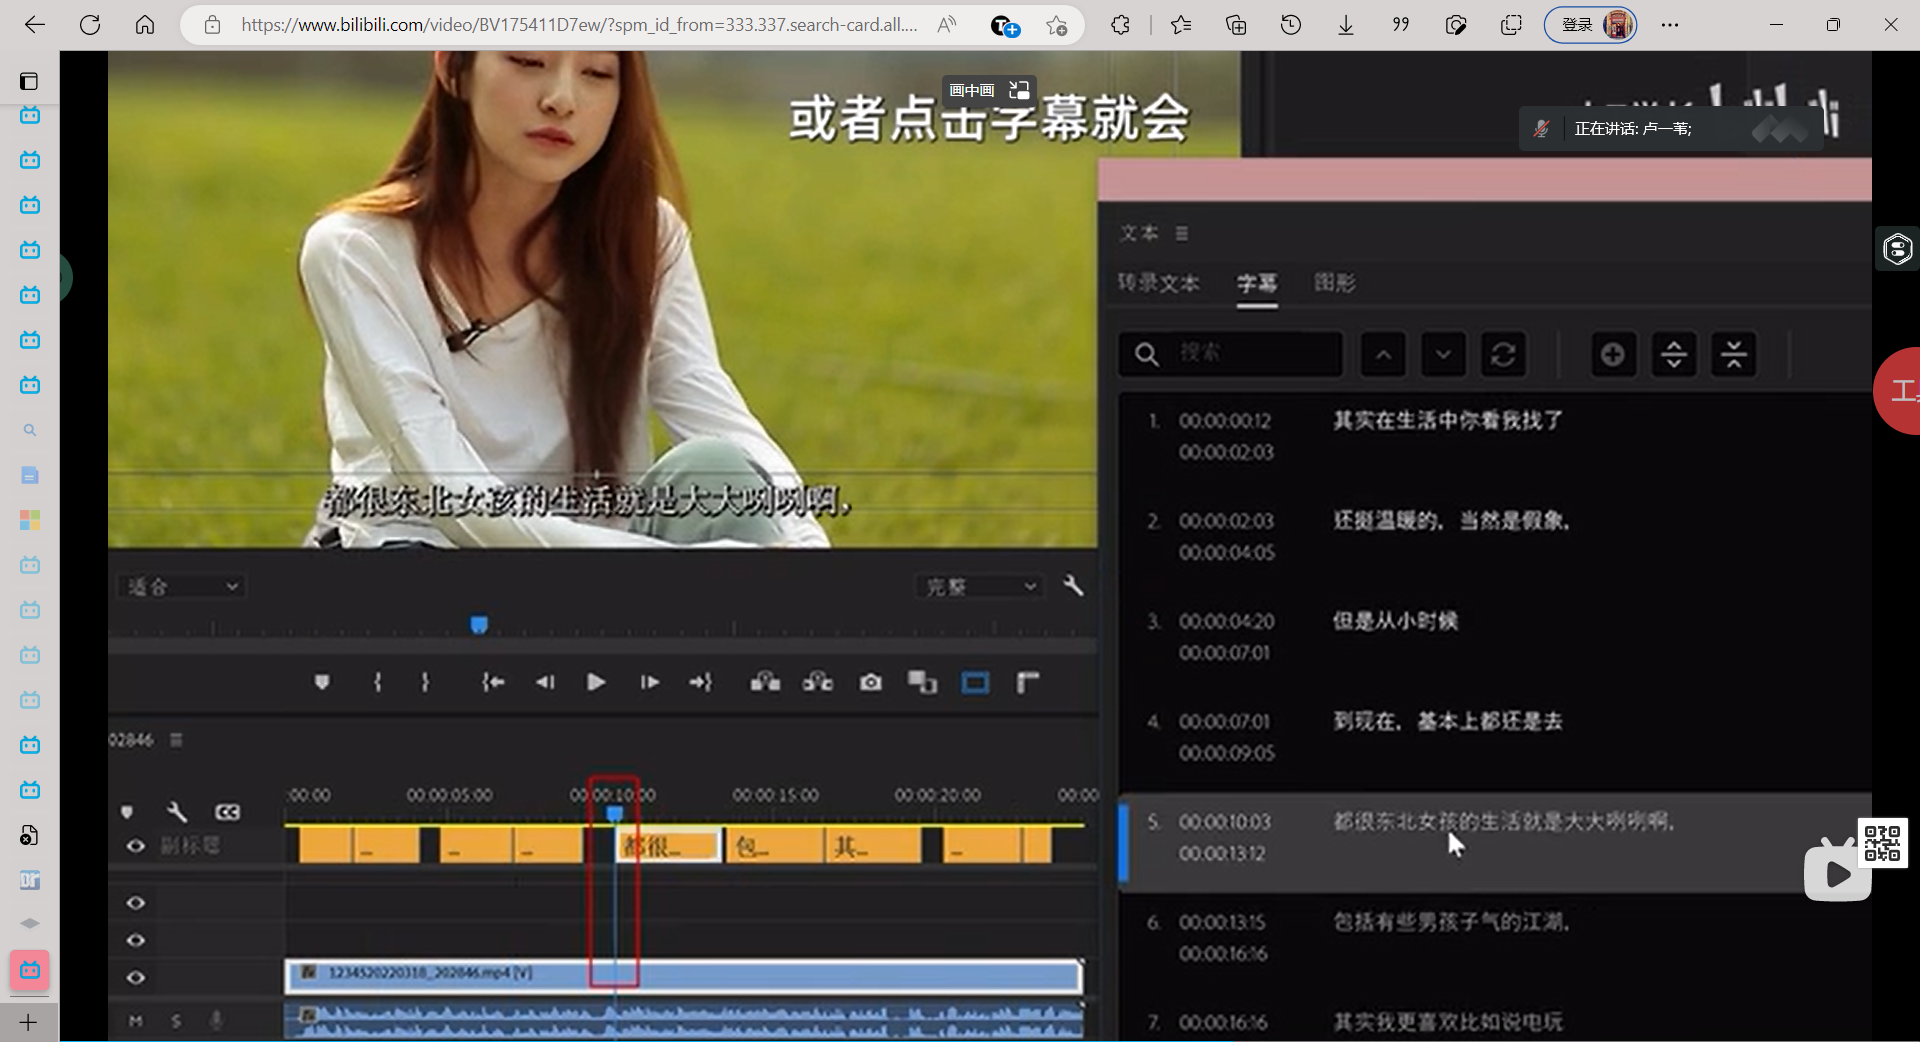 https://www.bilibili.com/video/BV175411D7ew/?spm_id_from=333.337.search-card.all....
登录
画中画
或者点击字幕就会
正在讲话: 卢一苇;
文本
转录文本 字幕 图形
搜索
工
1. 00:00:00:12 其实在生活中你看我找了
00:00:02:03
2. 00:00:02:03 还挺温暖的，当然是假象，
00:00:04:05
3. 00:00:04:20 但是从小时候
00:00:07:01
4. 00:00:07:01 到现在，基本上都还是去
00:00:09:05
5. 00:00:10:03 都很东北女孩的生活就是大大咧咧啊，
00:00:13:12
6. 00:00:13:15 包括有些男孩子气的江湖，
00:00:16:16
7. 00:00:16:16 其实我更喜欢比如说电玩
都很东北女孩的生活就是大大咧咧啊，
适合
完整
02846
:00:00 00:00:05:00 00:00:10:00 00:00:15:00 00:00:20:00 00:00
副标题
都很... 包... 其...
1234520220318_202846.mp4 [V]
M S